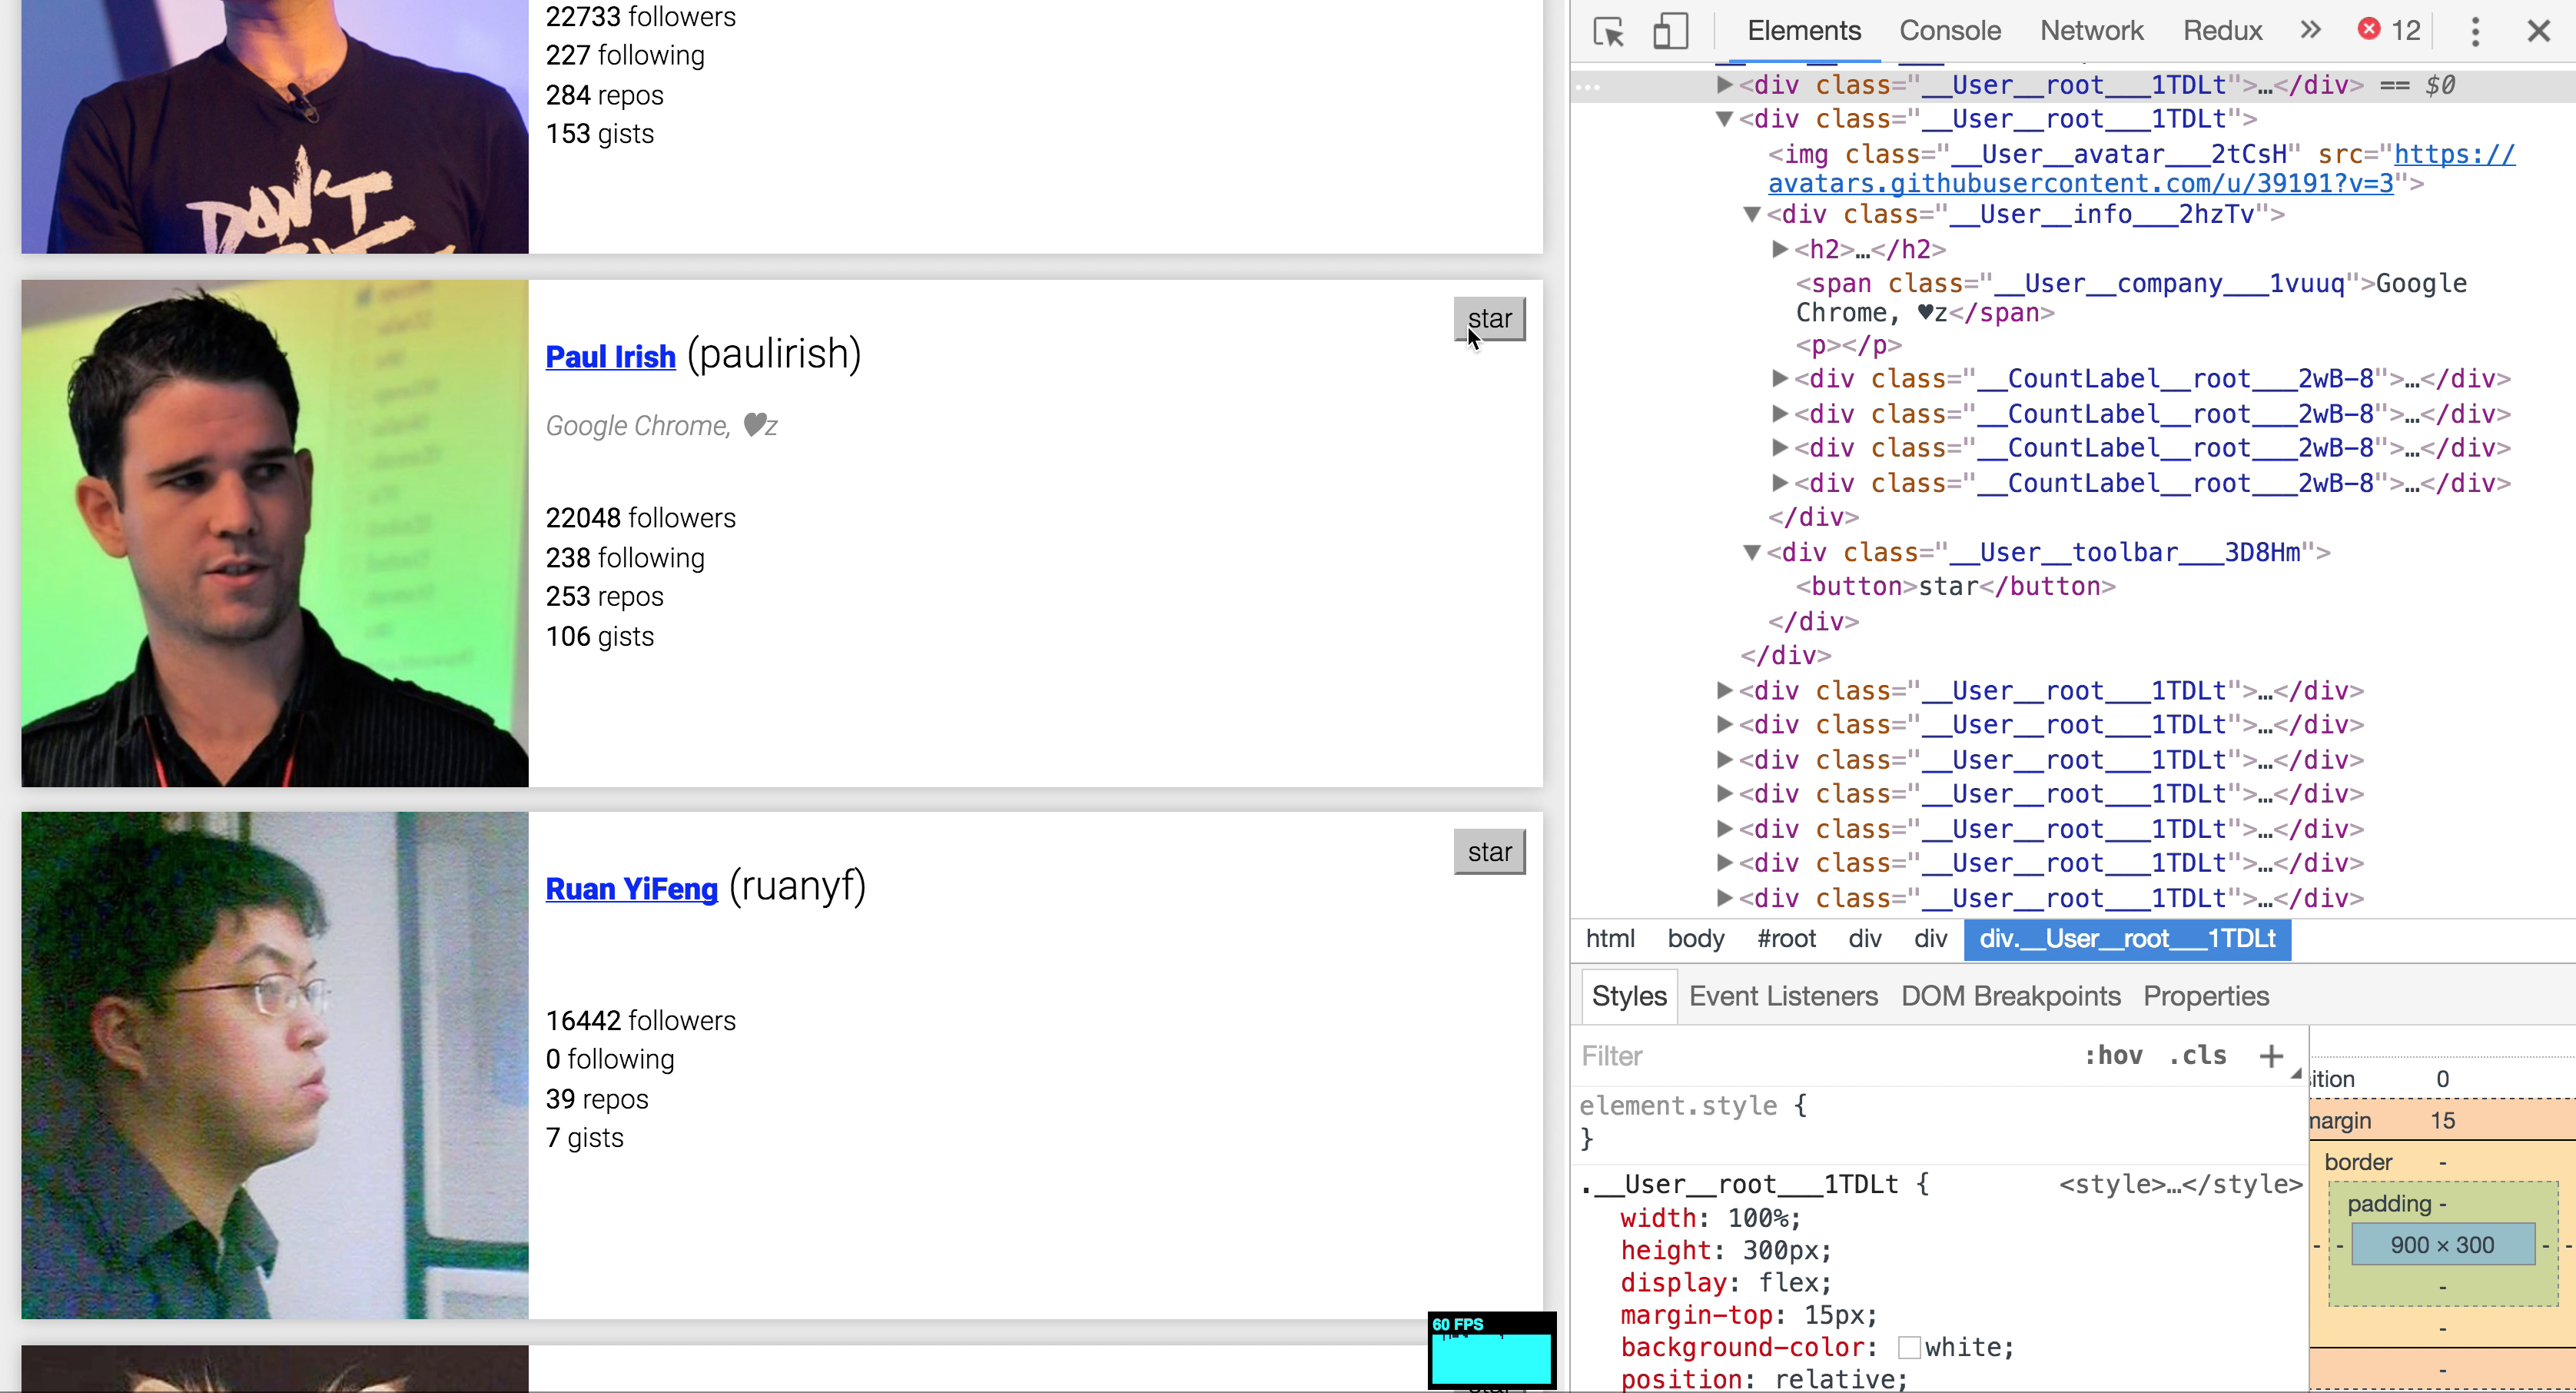 22733 followers
227 following
284 repos
153 gists
DON'T
star
Paul Irish (paulirish)
Google Chrome, ♥z
22048 followers
238 following
253 repos
106 gists
star
Ruan YiFeng (ruanyf)
16442 followers
0 following
39 repos
7 gists
60 FPS
Elements Console Network Redux » 12
<div class="__User__root___1TDLt">…</div> == $0
<div class="__User__root___1TDLt">
<img class="__User__avatar___2tCsH" src="https://
avatars.githubusercontent.com/u/39191?v=3">
<div class="__User__info___2hzTv">
<h2>…</h2>
<span class="__User__company___1vuuq">Google
Chrome, ♥z</span>
<p></p>
<div class="__CountLabel__root___2wB-8">…</div>
<div class="__CountLabel__root___2wB-8">…</div>
<div class="__CountLabel__root___2wB-8">…</div>
<div class="__CountLabel__root___2wB-8">…</div>
</div>
<div class="__User__toolbar___3D8Hm">
<button>star</button>
</div>
</div>
<div class="__User__root___1TDLt">…</div>
<div class="__User__root___1TDLt">…</div>
<div class="__User__root___1TDLt">…</div>
<div class="__User__root___1TDLt">…</div>
<div class="__User__root___1TDLt">…</div>
<div class="__User__root___1TDLt">…</div>
<div class="__User__root___1TDLt">…</div>
html body #root div div div.__User__root___1TDLt
Styles Event Listeners DOM Breakpoints Properties
Filter :hov .cls +
element.style {
}
.__User__root___1TDLt { <style>…</style>
width: 100%;
height: 300px;
display: flex;
margin-top: 15px;
background-color: white;
position: relative;
ition 0
margin 15
border -
padding -
- - 900 × 300 - -
-
-
-